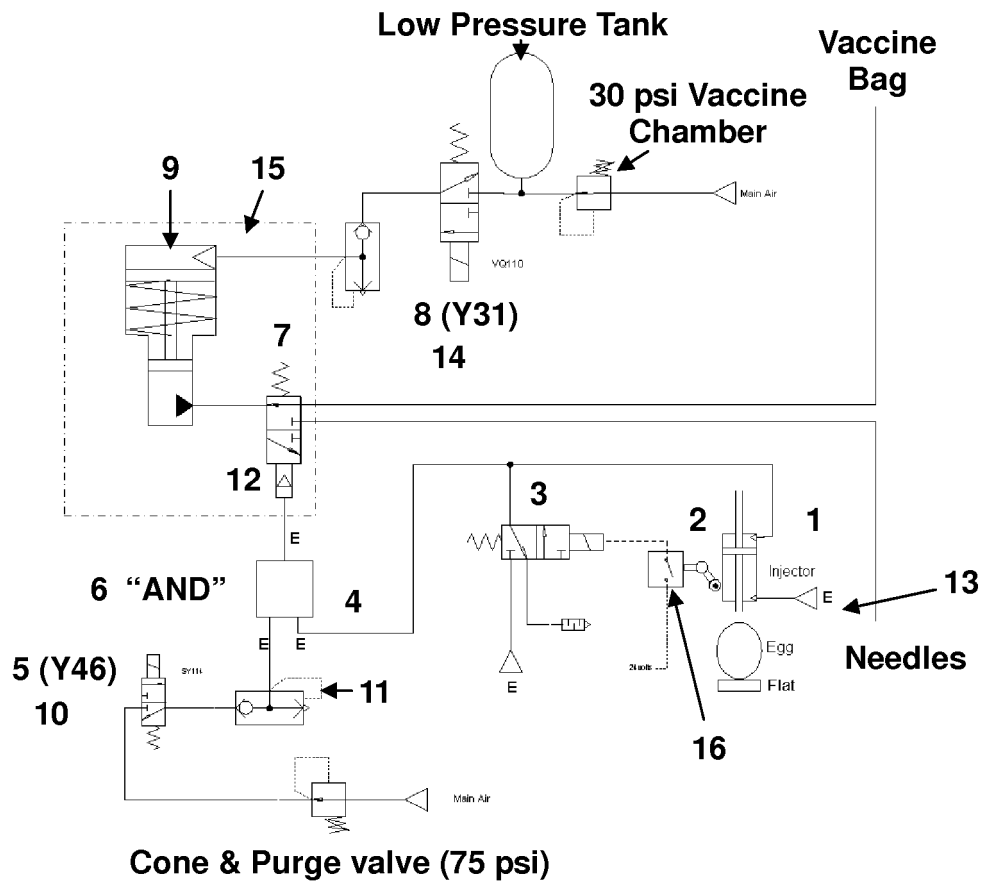 Low Pressure Tank
Vaccine
Bag
30 psi Vaccine
Chamber
9
15
Main Air
VQ110
8 (Y31)
14
7
12
E
3
2
1
Injector
E
13
6 “AND”
4
E
E
Egg
Needles
5 (Y46)
10
11
24volts
E
Flat
16
Main Air
Cone & Purge valve (75 psi)